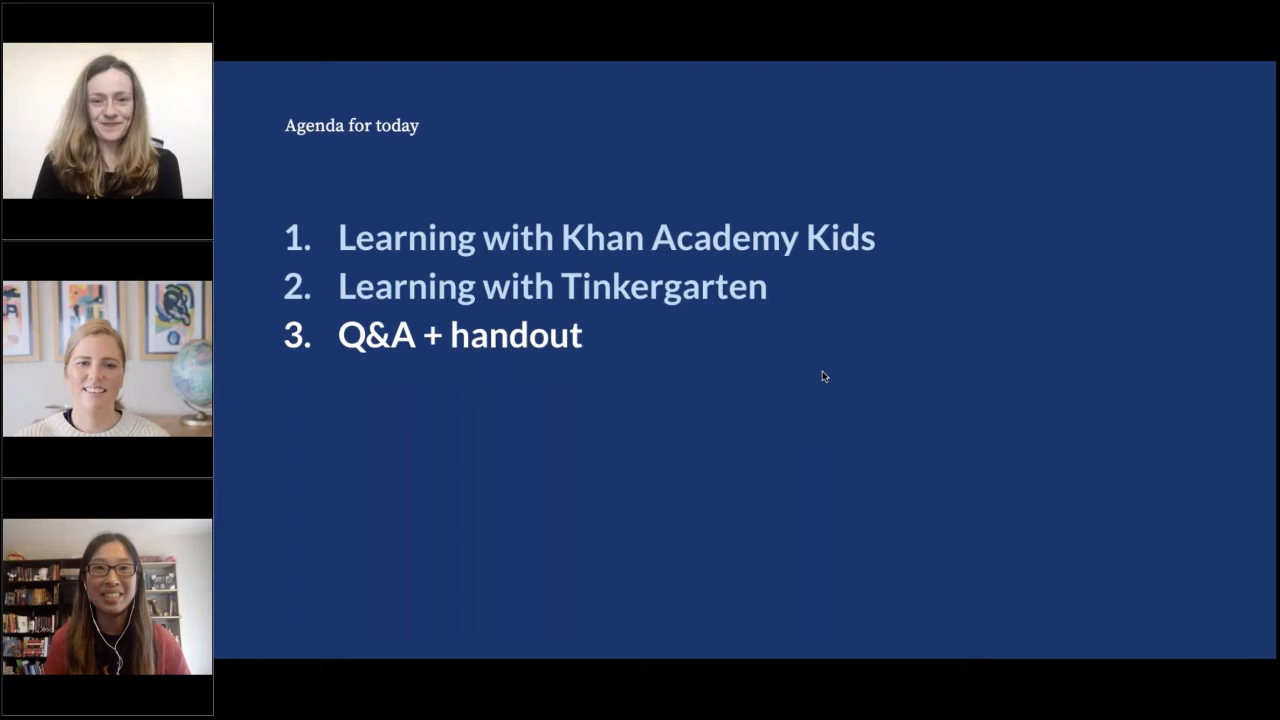 Agenda for today
1. Learning with Khan Academy Kids
2. Learning with Tinkergarten
3. Q&A + handout